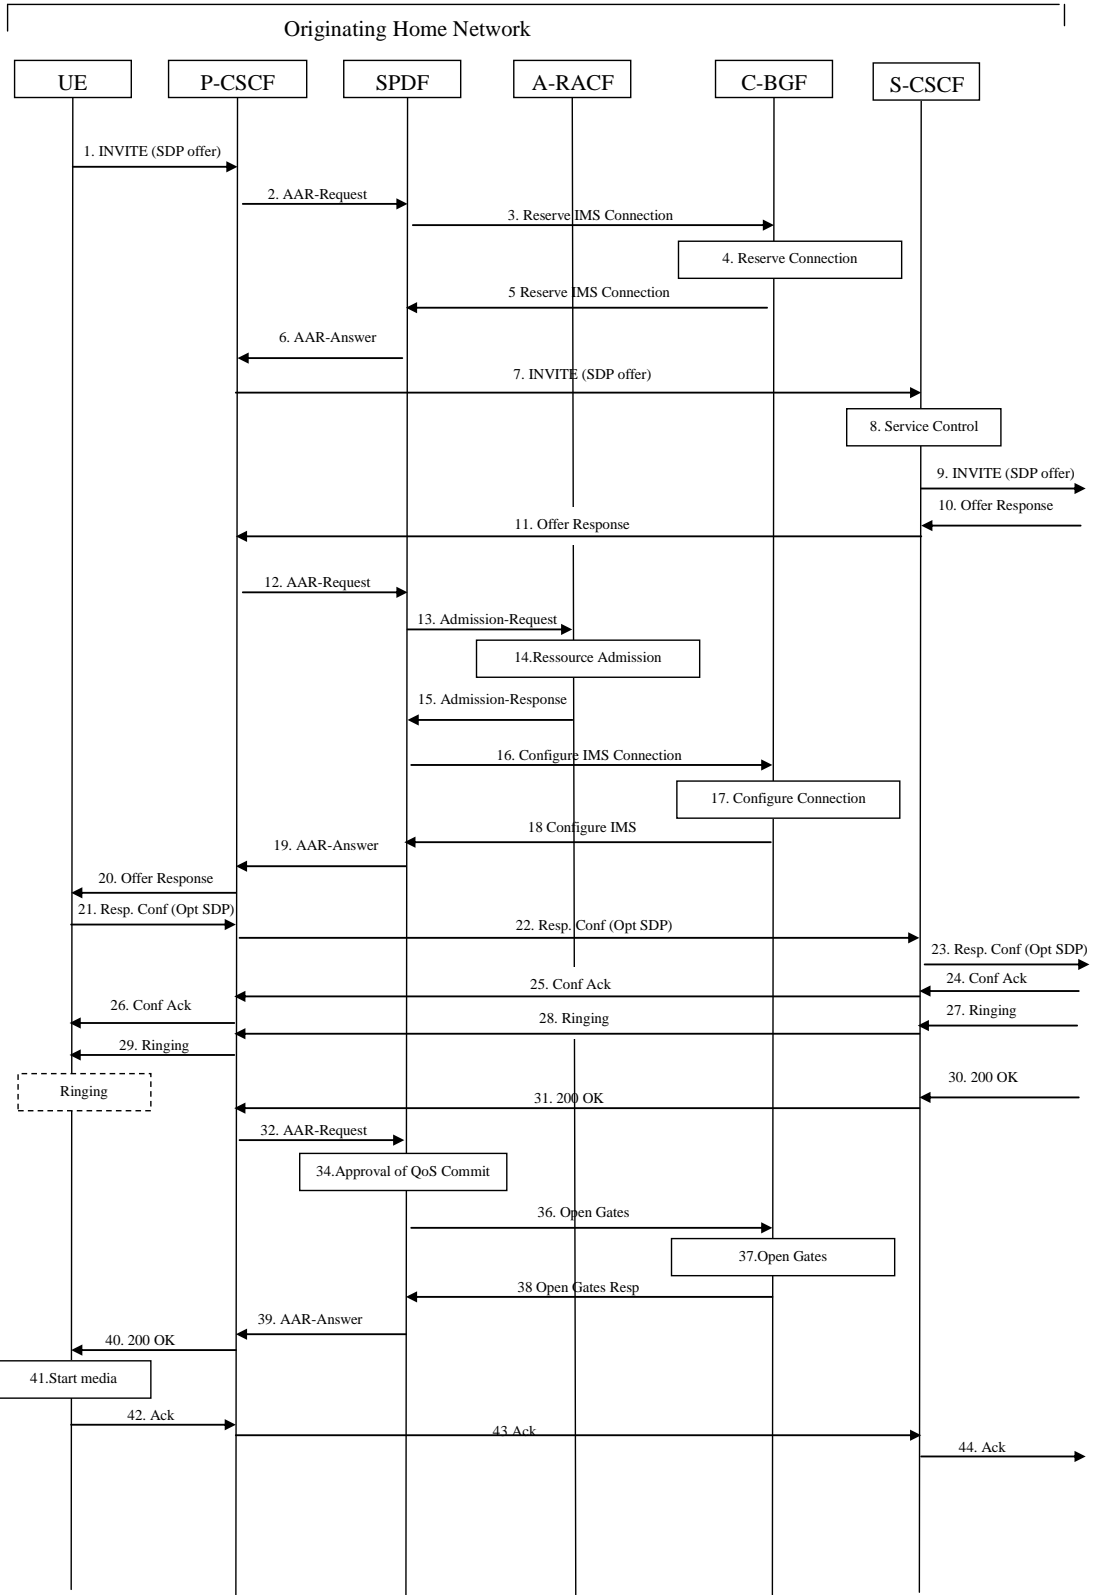 Originating Home Network
UE
P-CSCF
SPDF
A-RACF
C-BGF
S-CSCF
1. INVITE (SDP offer)
2. AAR-Request
3. Reserve IMS Connection
4. Reserve Connection
5 Reserve IMS Connection
6. AAR-Answer
7. INVITE (SDP offer)
8. Service Control
9. INVITE (SDP offer)
10. Offer Response
11. Offer Response
12. AAR-Request
13. Admission-Request
14.Ressource Admission
15. Admission-Response
16. Configure IMS Connection
17. Configure Connection
18 Configure IMS
19. AAR-Answer
20. Offer Response
21. Resp. Conf (Opt SDP)
22. Resp. Conf (Opt SDP)
23. Resp. Conf (Opt SDP)
24. Conf Ack
25. Conf Ack
26. Conf Ack
27. Ringing
28. Ringing
29. Ringing
Ringing
30. 200 OK
31. 200 OK
32. AAR-Request
34.Approval of QoS Commit
36. Open Gates
37.Open Gates
38 Open Gates Resp
39. AAR-Answer
40. 200 OK
41.Start media
42. Ack
43 Ack
44. Ack